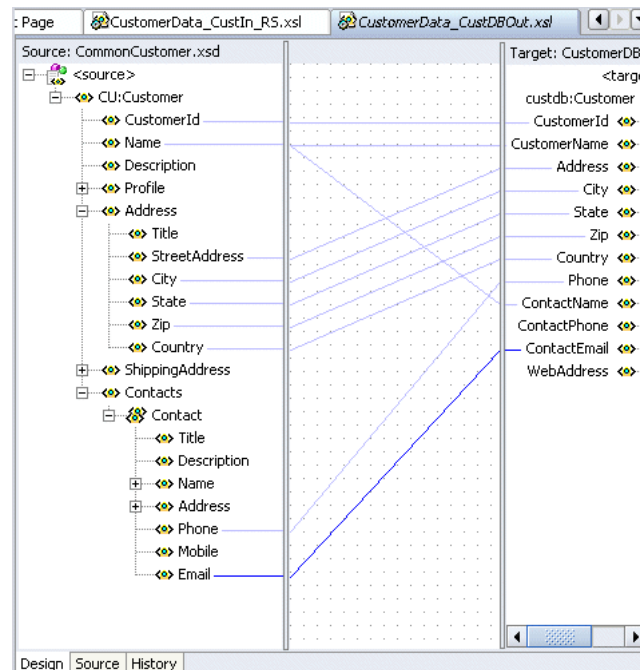 : Page
CustomerData_CustIn_RS.xsl
CustomerData_CustDBOut.xsl
Source: CommonCustomer.xsd
<source>
CU:Customer
CustomerId
Name
Description
Profile
Address
Title
StreetAddress
City
State
Zip
Country
ShippingAddress
Contacts
Contact
Title
Description
Name
Address
Phone
Mobile
Email
Target: CustomerDB
<targe
custdb:Customer
CustomerId
CustomerName
Address
City
State
Zip
Country
Phone
ContactName
ContactPhone
ContactEmail
WebAddress
Design
Source
History